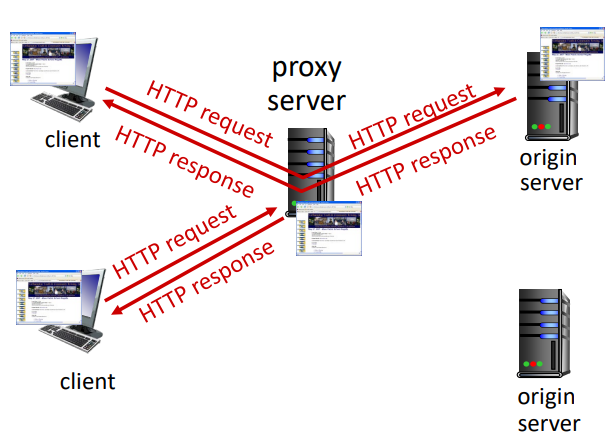 proxy
server
HTTP request
HTTP request
client
HTTP response
HTTP response
origin
server
HTTP request
HTTP response
client
origin
server